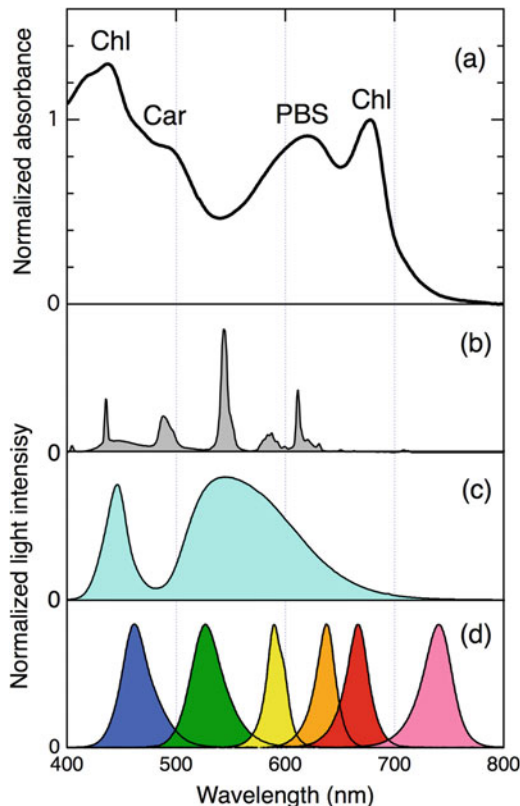 Chl
(a)
Car
PBS
Chl
1
Normalized absorbance
0
(b)
0
(c)
Normalized light intensisy
0
(d)
0
400 500 600 700 800
Wavelength (nm)